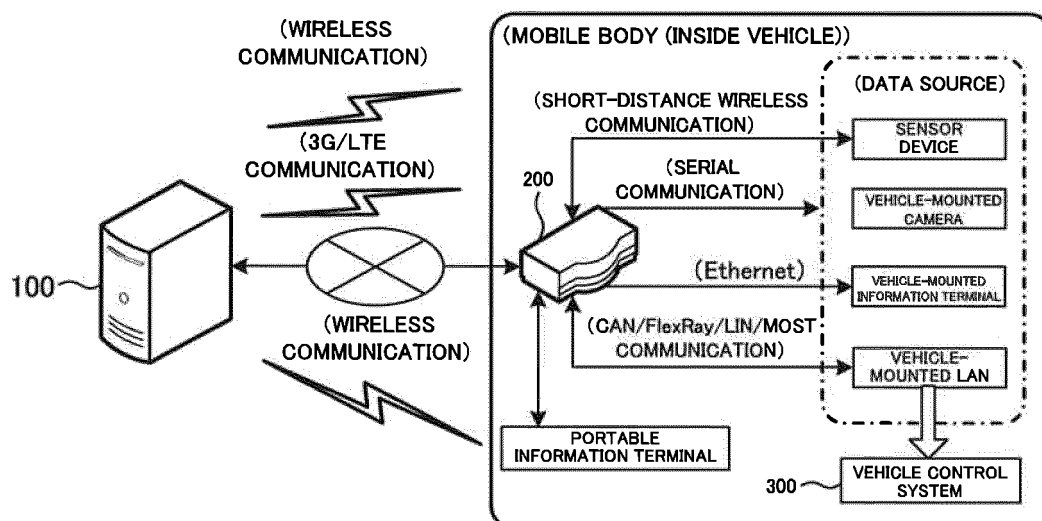 (WIRELESS
COMMUNICATION)
(3G/LTE
COMMUNICATION)
100
(WIRELESS
COMMUNICATION)
(MOBILE BODY (INSIDE VEHICLE))
(DATA SOURCE)
(SHORT-DISTANCE WIRELESS
COMMUNICATION)
SENSOR
DEVICE
200
(SERIAL
COMMUNICATION)
VEHICLE-MOUNTED
CAMERA
(Ethernet)
VEHICLE-MOUNTED
INFORMATION TERMINAL
(CAN/FlexRay/LIN/MOST
COMMUNICATION)
VEHICLE-
MOUNTED LAN
PORTABLE
INFORMATION TERMINAL
300
VEHICLE CONTROL
SYSTEM